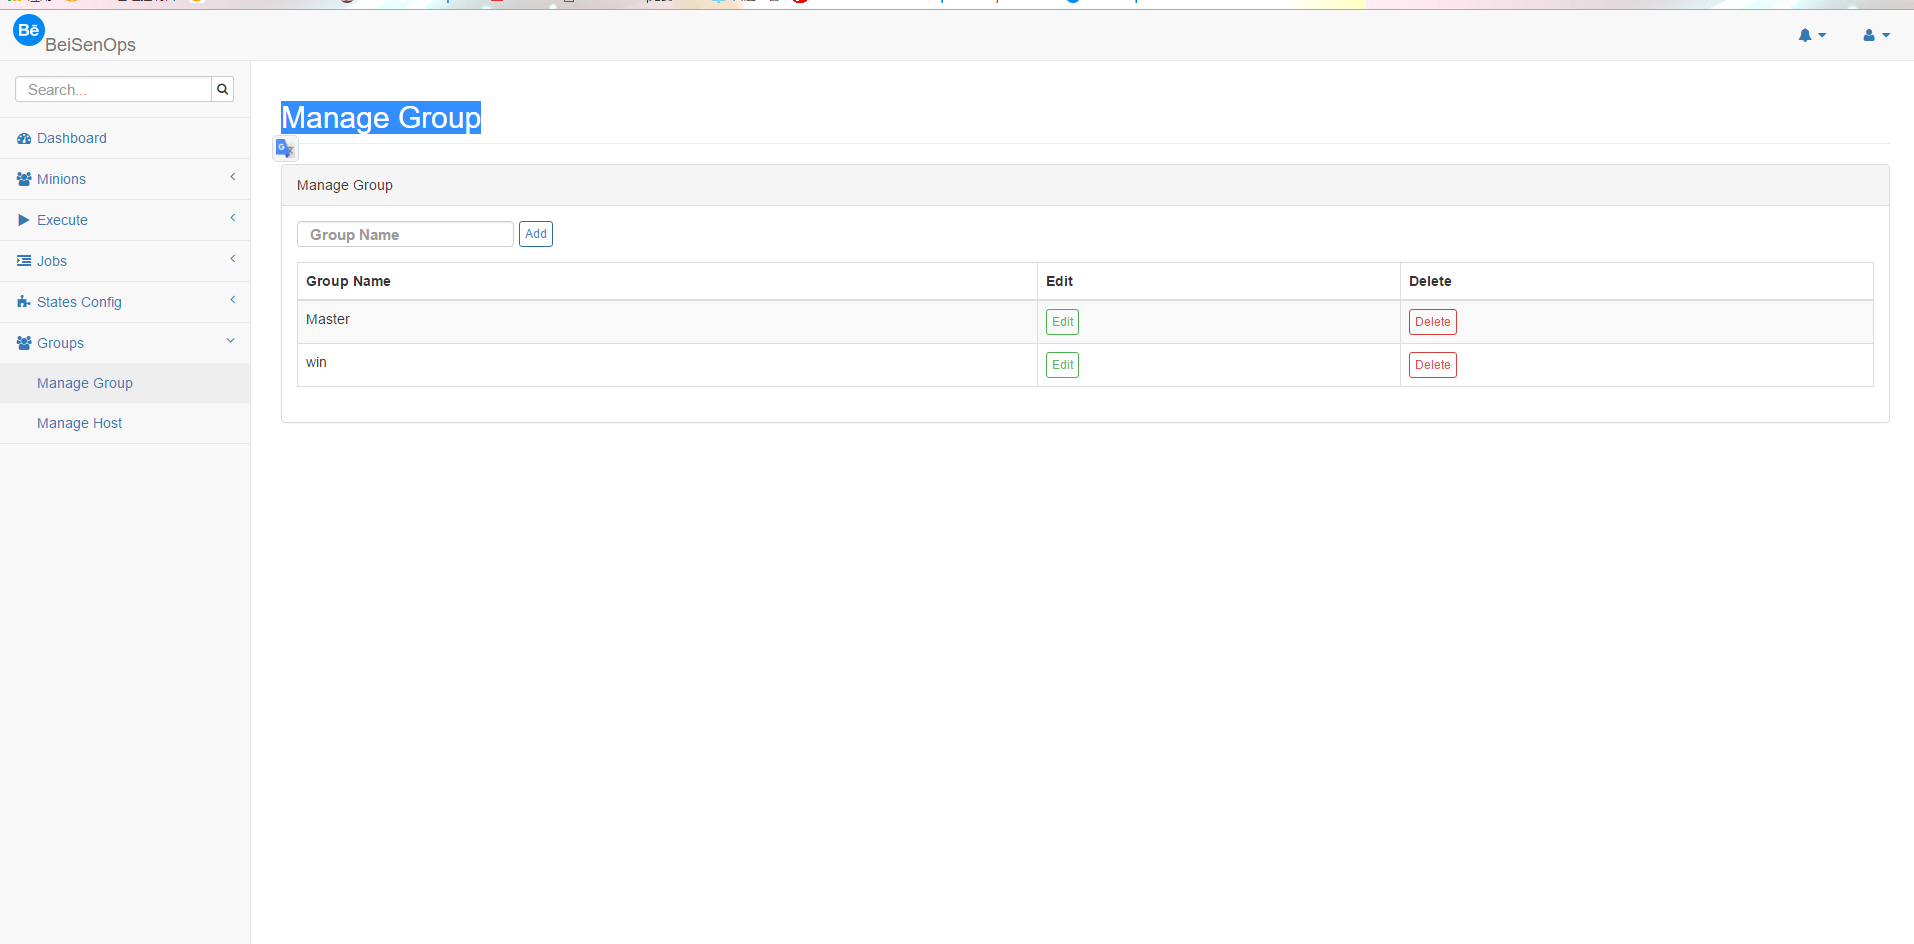 Bē
BeiSenOps
Search...
Dashboard
Minions
Execute
Jobs
States Config
Groups
Manage Group
Manage Host
Manage Group
Manage Group
Group Name Add
Group Name Edit Delete
Master Edit Delete
win Edit Delete